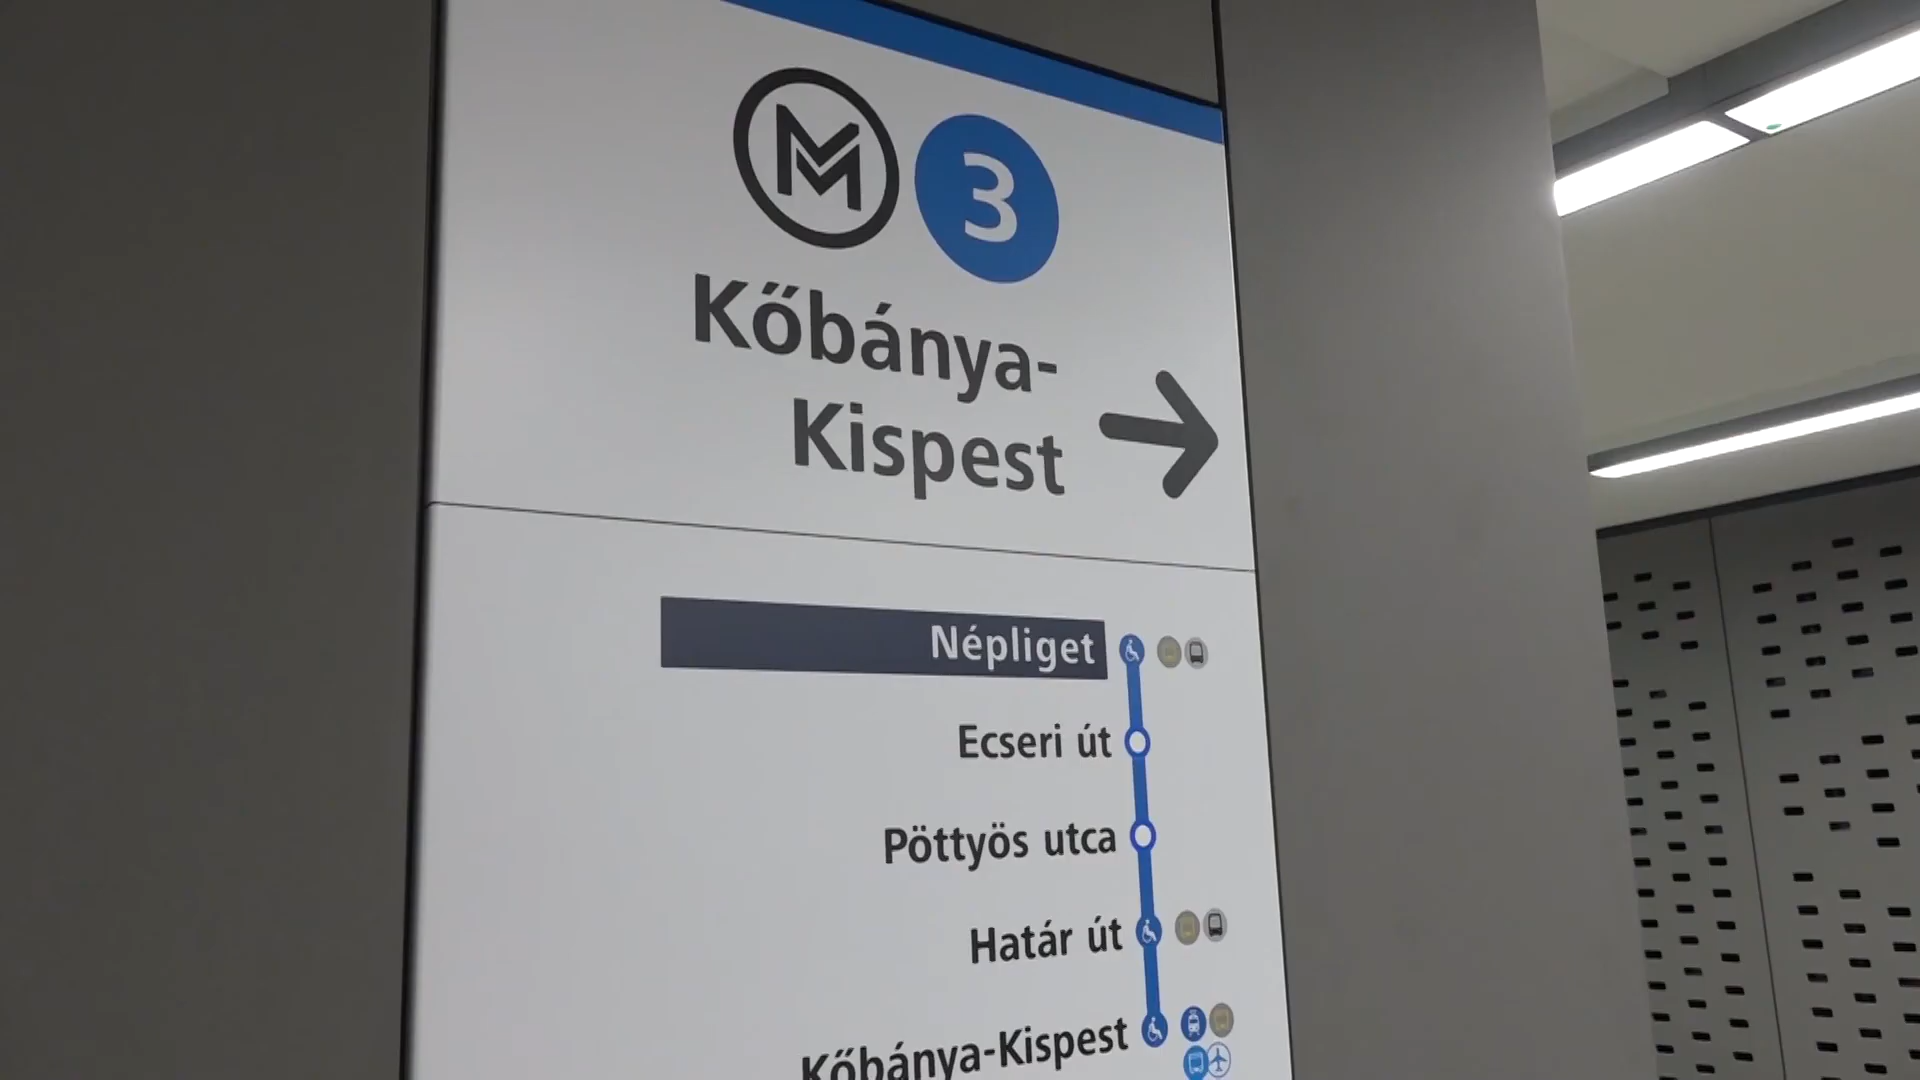 M 3
Kőbánya-
Kispest
Népliget
Ecseri út
Pöttyös utca
Határ út
Kőbánya-Kispest